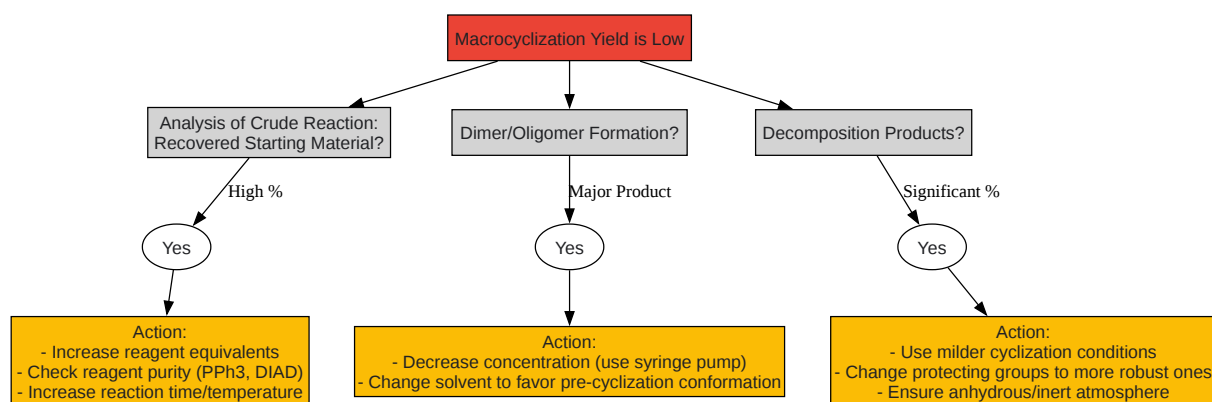 Macrocyclization Yield is Low
Analysis of Crude Reaction:
Recovered Starting Material?
Dimer/Oligomer Formation?
Decomposition Products?
High %
Major Product
Significant %
Yes
Yes
Yes
Action:
- Increase reagent equivalents
- Check reagent purity (PPh3, DIAD)
- Increase reaction time/temperature
Action:
- Decrease concentration (use syringe pump)
- Change solvent to favor pre-cyclization conformation
Action:
- Use milder cyclization conditions
- Change protecting groups to more robust ones
- Ensure anhydrous/inert atmosphere